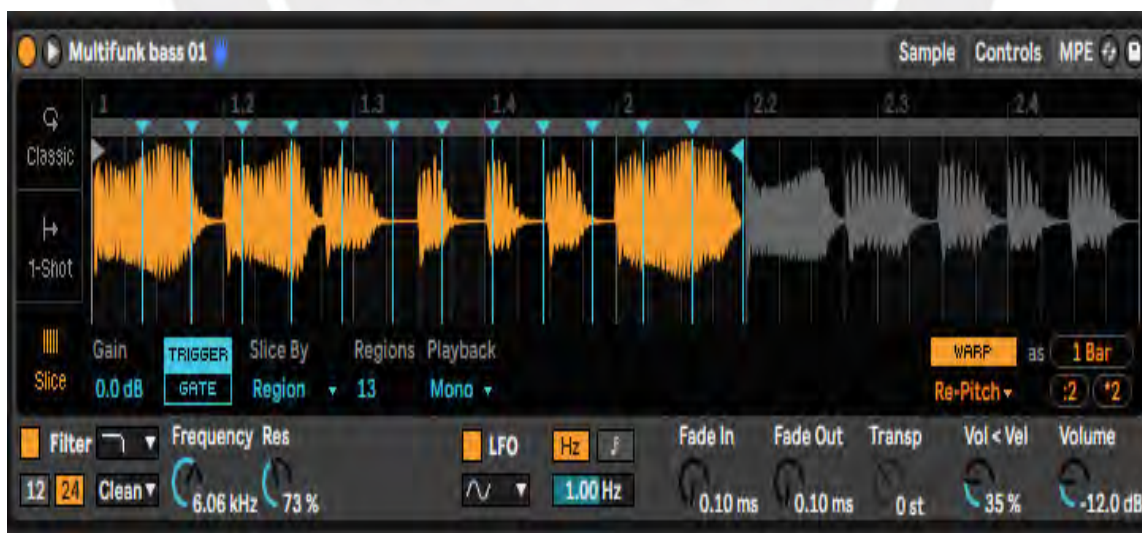 Multifunk bass 01 Sample Controls MPE
1 1.2 1.3 1.4 2 2.2 2.3 2.4
Classic
1-Shot
Slice
Gain TRIGGER Slice By Regions Playback WARP as 1 Bar
0.0 dB GATE Region 13 Mono Re-Pitch :2 *2
Filter Frequency Res LFO Hz Fade In Fade Out Transp Vol < Vel Volume
12 24 Clean 6.06 kHz 73 % 1.00 Hz 0.10 ms 0.10 ms 0 st 35 % -12.0 dB